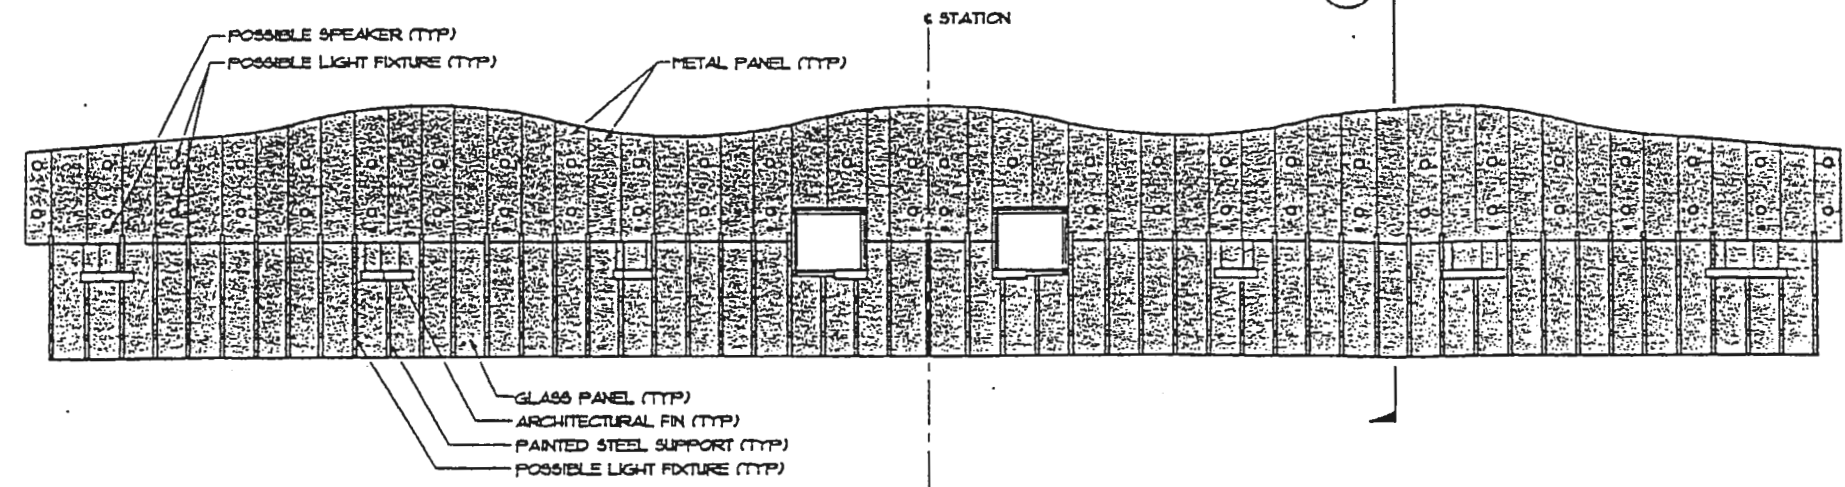 ℄ STATION
POSSIBLE SPEAKER (TYP)
POSSIBLE LIGHT FIXTURE (TYP)
METAL PANEL (TYP)
GLASS PANEL (TYP)
ARCHITECTURAL FIN (TYP)
PAINTED STEEL SUPPORT (TYP)
POSSIBLE LIGHT FIXTURE (TYP)